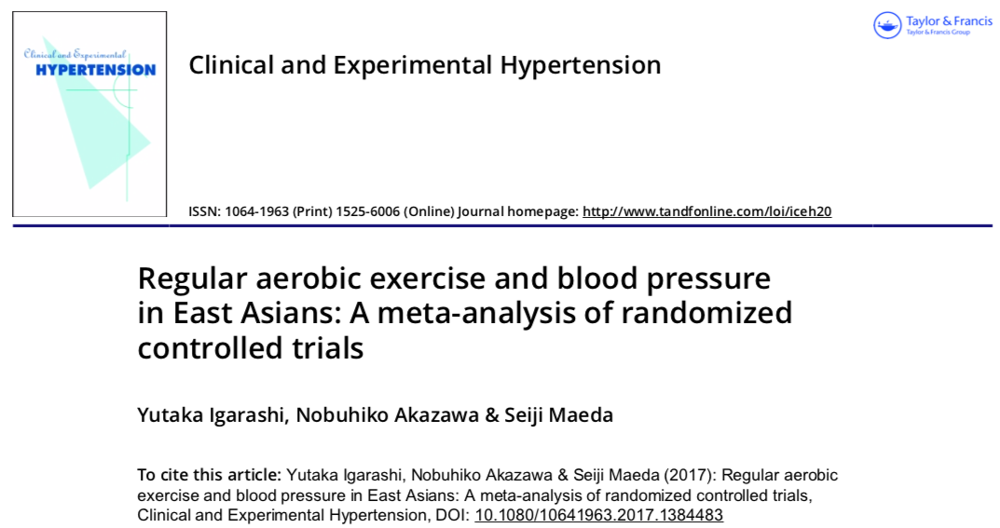 Clinical and Experimental
HYPERTENSION
Taylor & Francis
Taylor & Francis Group
Clinical and Experimental Hypertension
ISSN: 1064-1963 (Print) 1525-6006 (Online) Journal homepage: http://www.tandfonline.com/loi/iceh20
Regular aerobic exercise and blood pressure
in East Asians: A meta-analysis of randomized
controlled trials
Yutaka Igarashi, Nobuhiko Akazawa & Seiji Maeda
To cite this article: Yutaka Igarashi, Nobuhiko Akazawa & Seiji Maeda (2017): Regular aerobic
exercise and blood pressure in East Asians: A meta-analysis of randomized controlled trials,
Clinical and Experimental Hypertension, DOI: 10.1080/10641963.2017.1384483